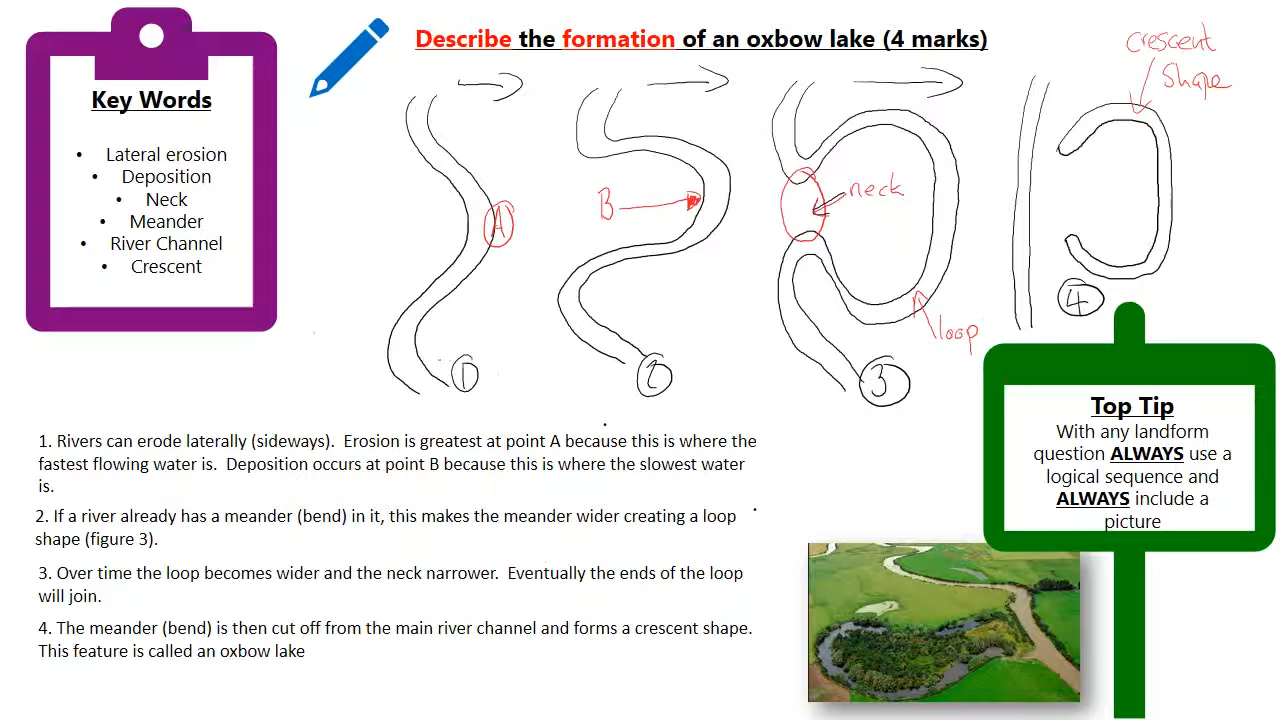 Describe the formation of an oxbow lake (4 marks)
Key Words
• Lateral erosion
• Deposition
• Neck
• Meander
• River Channel
• Crescent
A
1
B
2
neck
loop
3
crescent
shape
4
1. Rivers can erode laterally (sideways). Erosion is greatest at point A because this is where the
fastest flowing water is. Deposition occurs at point B because this is where the slowest water
is.
2. If a river already has a meander (bend) in it, this makes the meander wider creating a loop
shape (figure 3).
3. Over time the loop becomes wider and the neck narrower. Eventually the ends of the loop
will join.
4. The meander (bend) is then cut off from the main river channel and forms a crescent shape.
This feature is called an oxbow lake
Top Tip
With any landform
question ALWAYS use a
logical sequence and
ALWAYS include a
picture